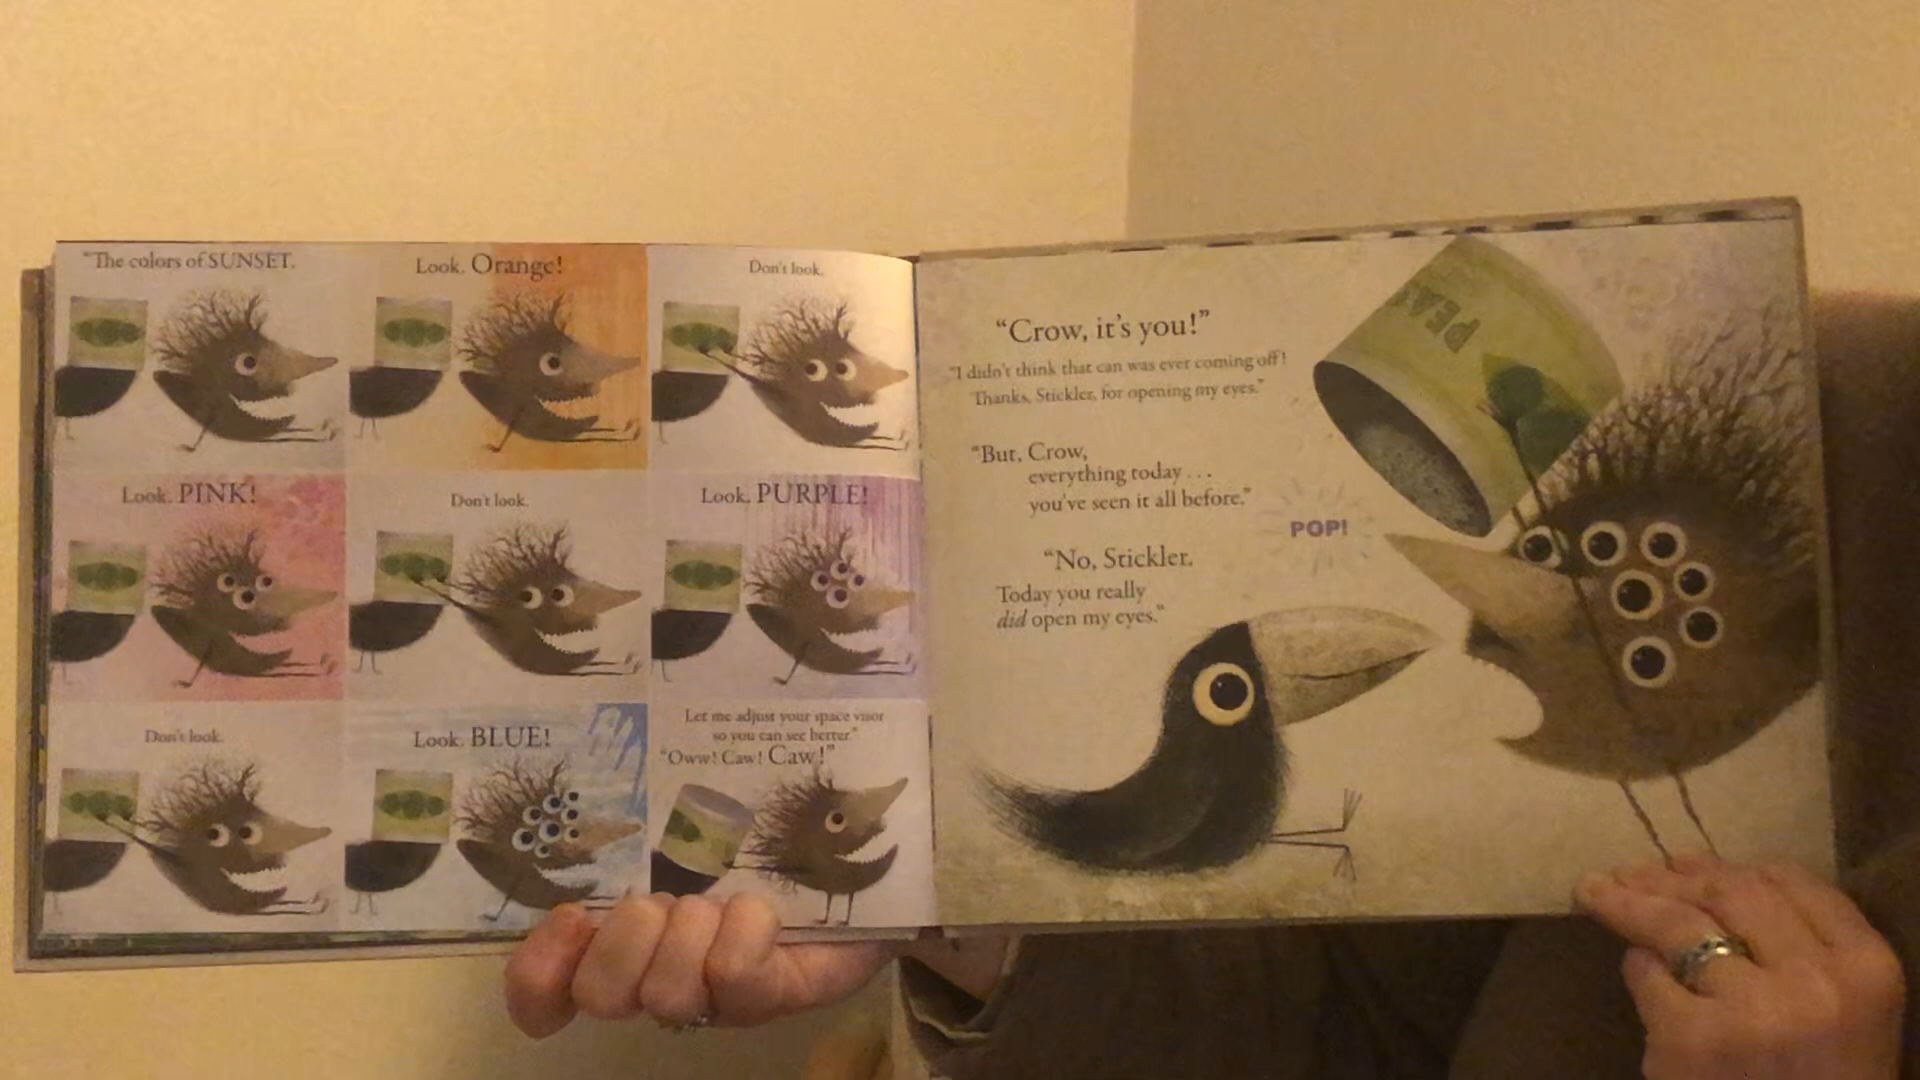 "The colors of SUNSET.
Look. Orange!
Don't look.
Look. PINK!
Don't look.
Look. PURPLE!
Don't look.
Look. BLUE!
Let me adjust your space visor
so you can see better."
"Oww! Caw! Caw!"
"Crow, it's you!"
"I didn't think that can was ever coming off!
Thanks, Stickler, for opening my eyes."
"But, Crow,
everything today . . .
you've seen it all before."
POP!
"No, Stickler.
Today you really
did open my eyes."
PEAS